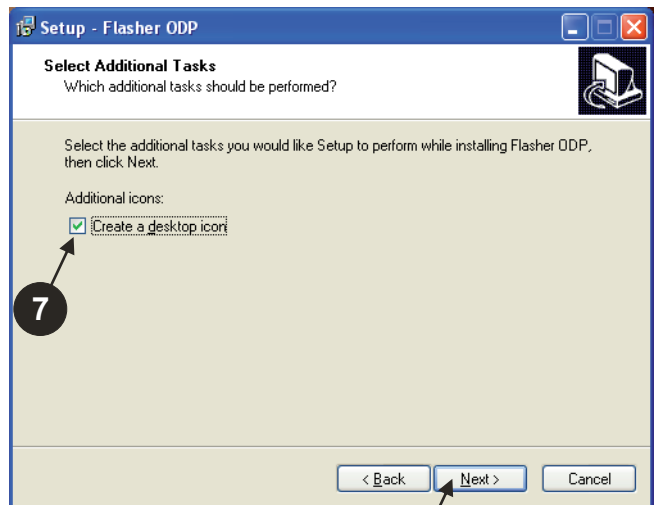 Setup - Flasher ODP
Select Additional Tasks
Which additional tasks should be performed?
Select the additional tasks you would like Setup to perform while installing Flasher ODP,
then click Next.
Additional icons:
Create a desktop icon
7
< Back Next > Cancel